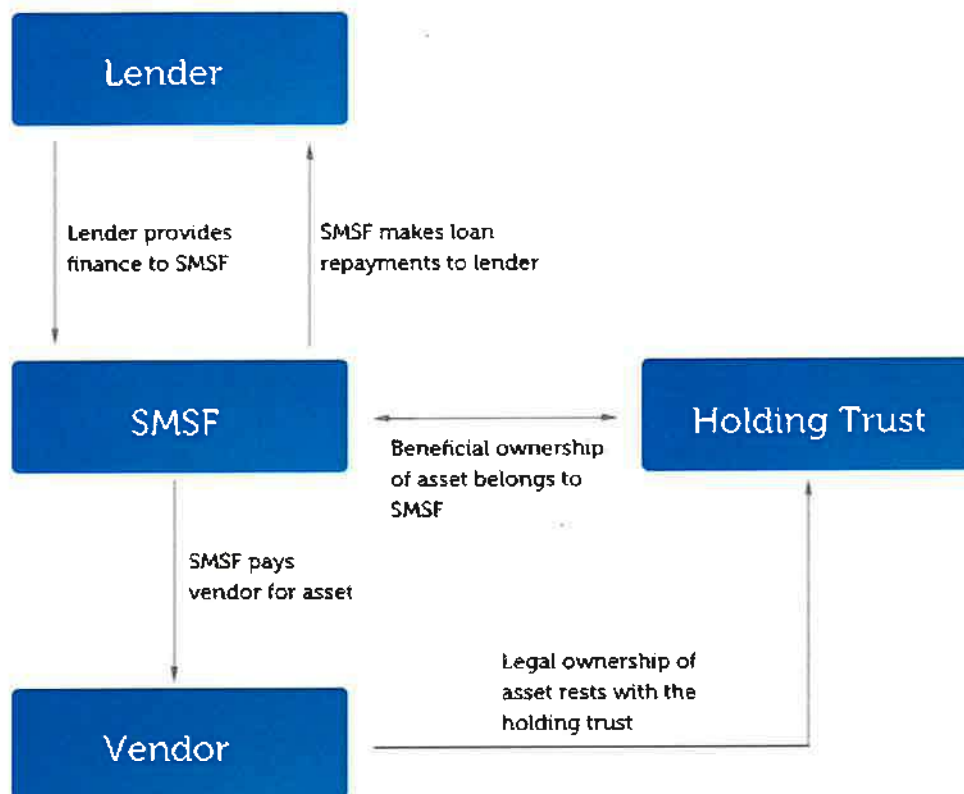 Lender
Lender provides
finance to SMSF
SMSF makes loan
repayments to lender
SMSF
Holding Trust
Beneficial ownership
of asset belongs to
SMSF
SMSF pays
vendor for asset
Legal ownership of
asset rests with the
holding trust
Vendor